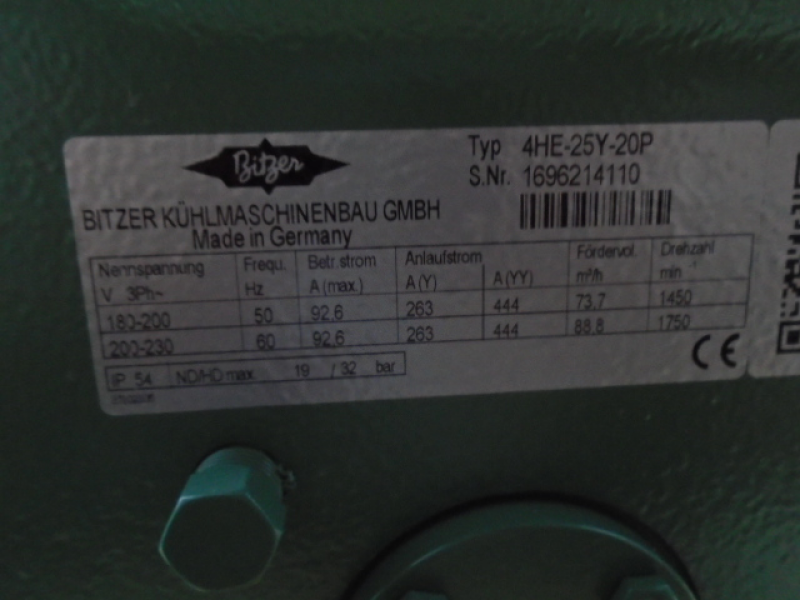 Bitzer
Typ 4HE-25Y-20P
S.Nr. 1696214110
BITZER KÜHLMASCHINENBAU GMBH
Made in Germany
Nennspannung Frequ. Betr.strom Anlaufstrom Fördervol. Drehzahl
V 3Ph~ Hz A (max.) A (Y) A (YY) m³/h min⁻¹
180-200 50 92,6 263 444 73,7 1450
200-230 60 92,6 263 444 88,8 1750
IP 54 ND/HD max 19 / 32 bar
CE